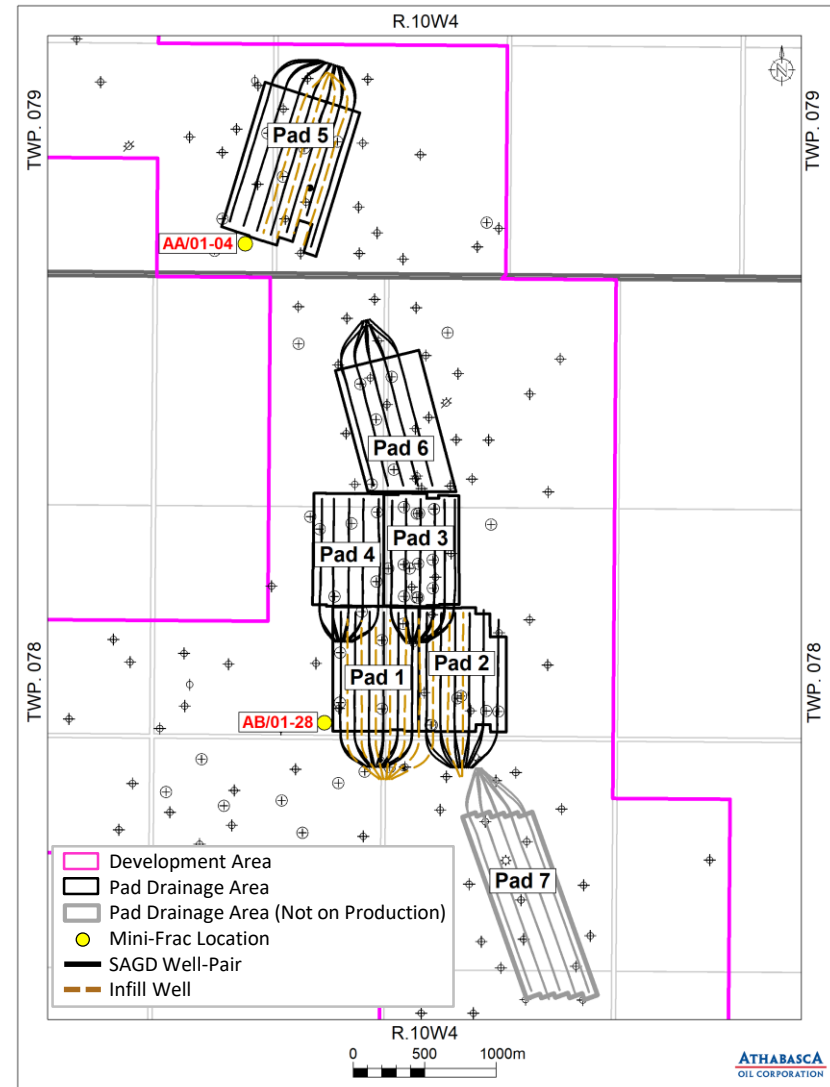 R.10W4
TWP. 079
TWP. 079
N
Pad 5
AA/01-04
Pad 6
Pad 4
Pad 3
Pad 1
Pad 2
AB/01-28
TWP. 078
TWP. 078
Pad 7
Development Area
Pad Drainage Area
Pad Drainage Area (Not on Production)
Mini-Frac Location
SAGD Well-Pair
Infill Well
R.10W4
0 500 1000m
ATHABASCA
OIL CORPORATION